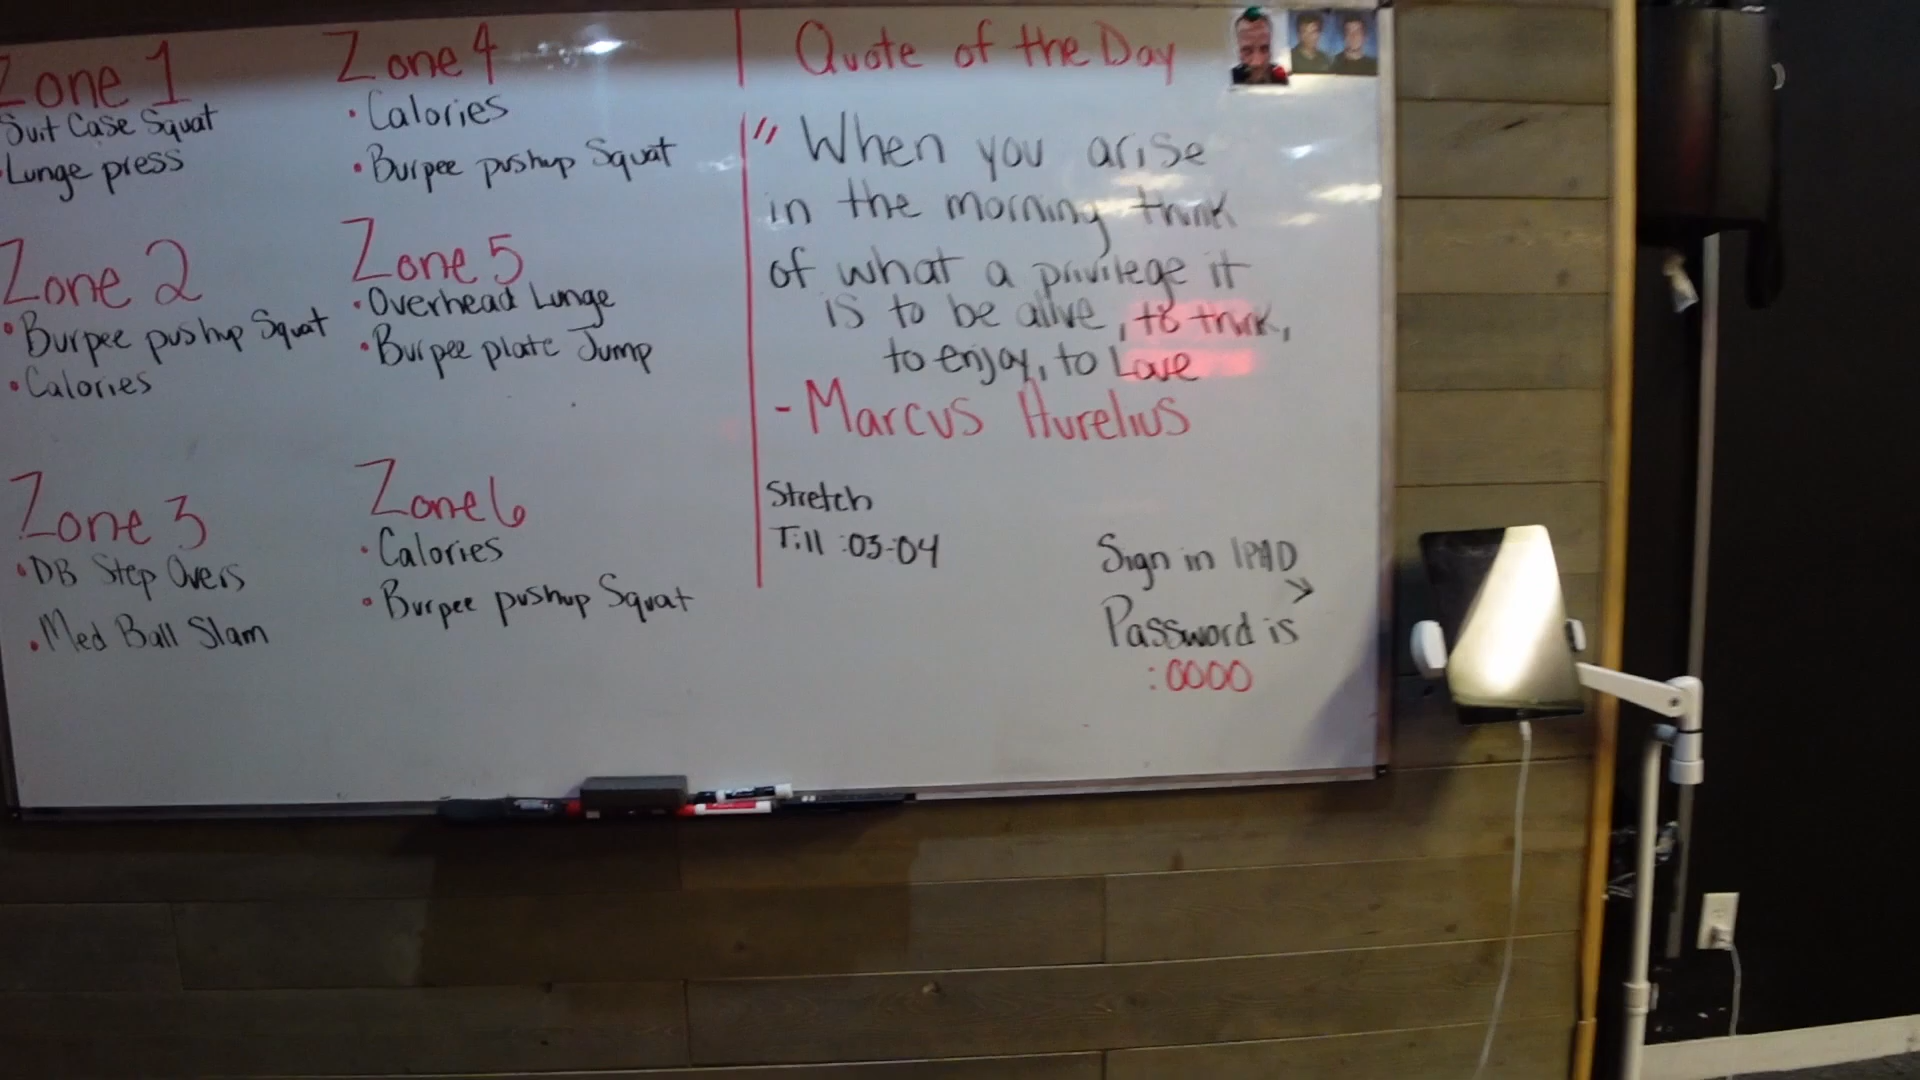 Zone 1
Suit Case Squat
Lunge press
Zone 2
• Burpee pushup Squat
• Calories
Zone 3
• DB Step Overs
• Med Ball Slam
Zone 4
• Calories
• Burpee pushup Squat
Zone 5
• Overhead Lunge
• Burpee plate Jump
Zone 6
• Calories
• Burpee pushup Squat
Quote of the Day
" When you arise
in the morning think
of what a privilege it
is to be alive, to think,
to enjoy, to Love
- Marcus Aurelius
Stretch
Till :03-04
Sign in IPAD
>
Password is
:0000